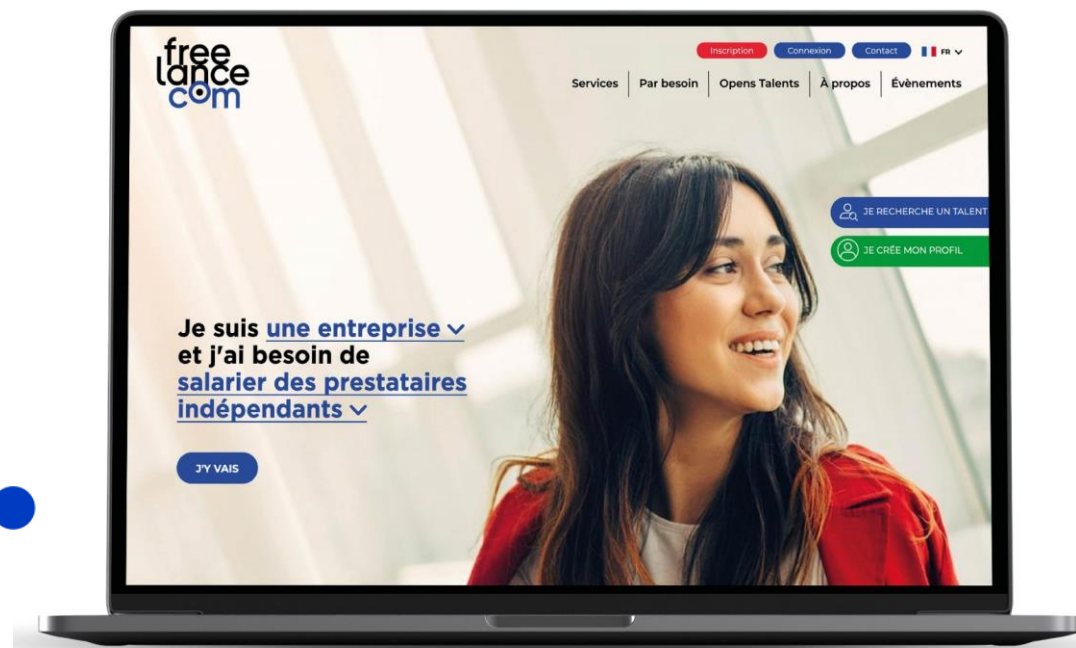 free
lance
com
Inscription
Connexion
Contact
FR
Services
Par besoin
Opens Talents
À propos
Évènements
JE RECHERCHE UN TALENT
JE CRÉE MON PROFIL
Je suis une entreprise
et j'ai besoin de
salarier des prestataires
indépendants
J'Y VAIS